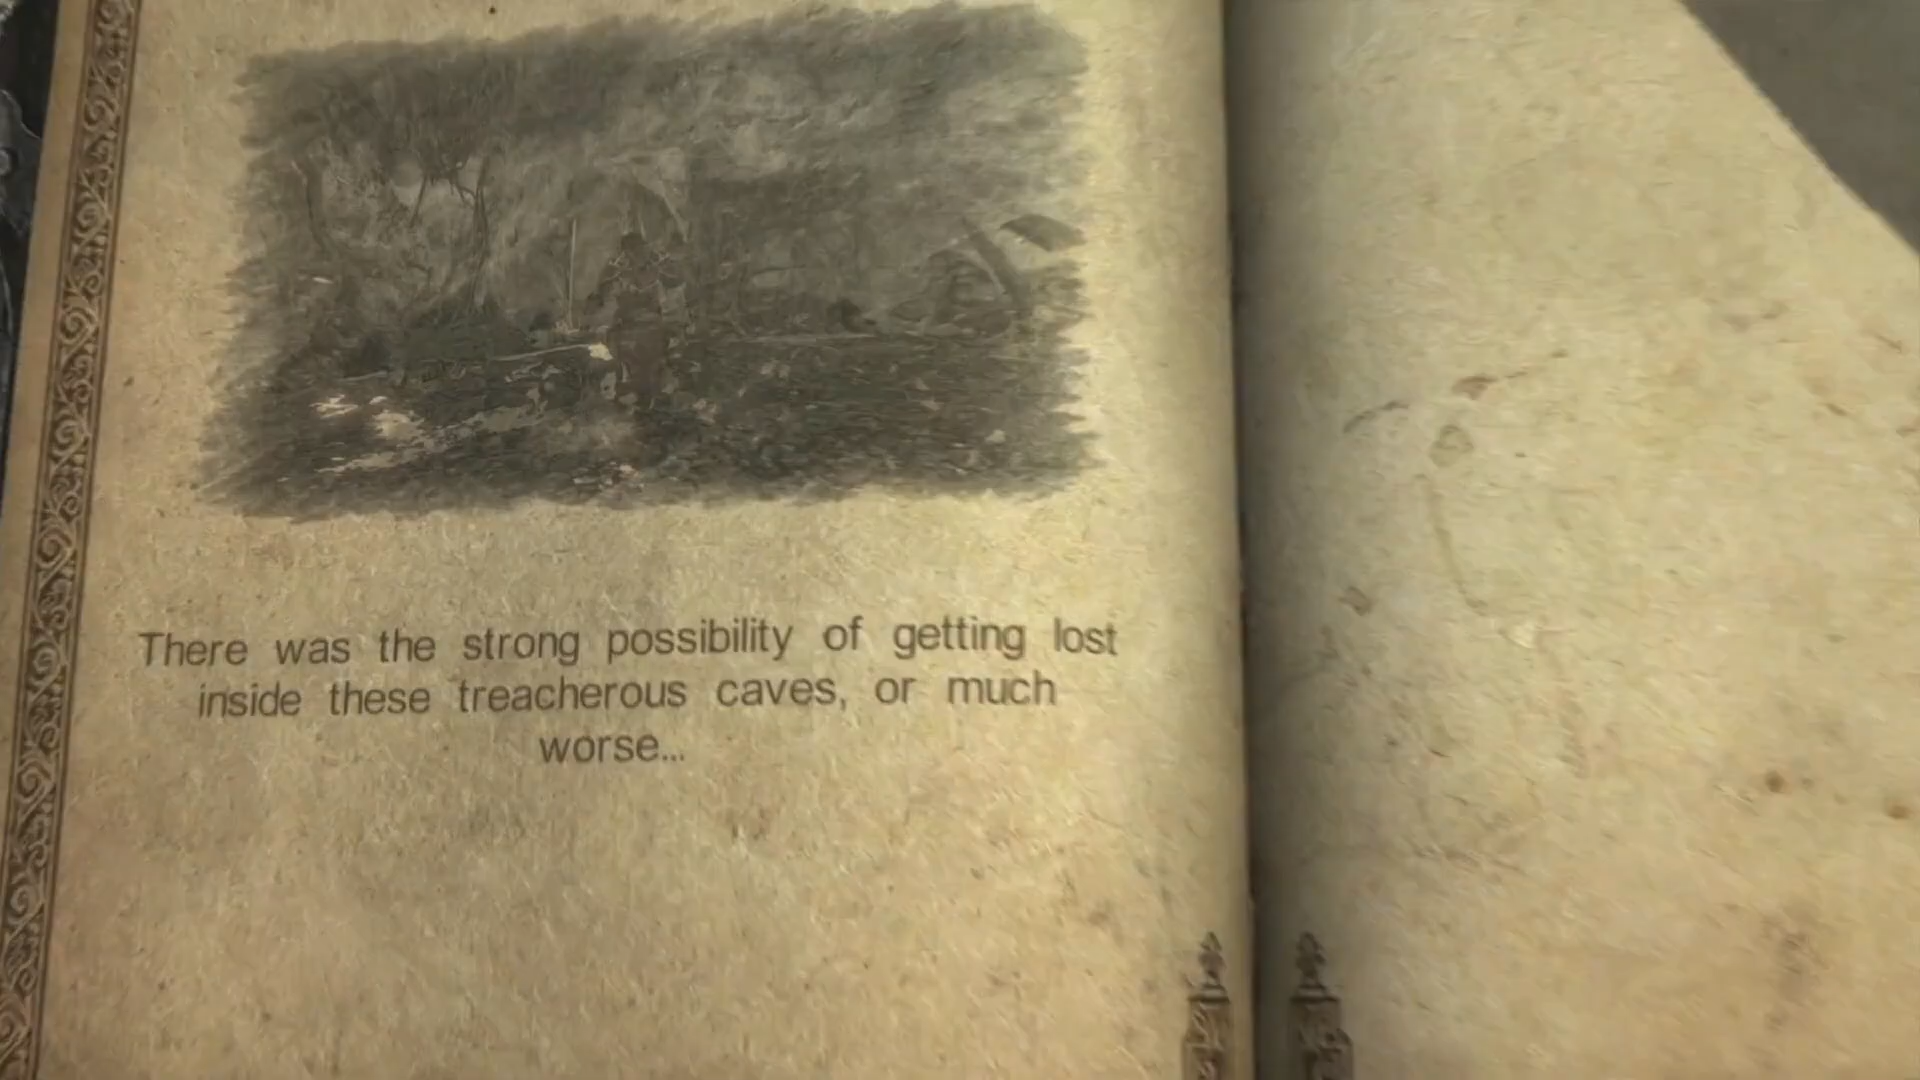 There was the strong possibility of getting lost
inside these treacherous caves, or much
worse...